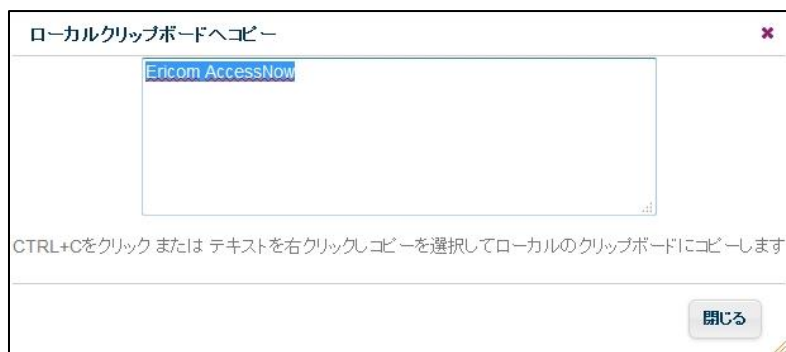 ローカルクリップボードへコピー
Ericom AccessNow
CTRL+Cをクリック または テキストを右クリックしコピーを選択してローカルのクリップボードにコピーします
閉じる